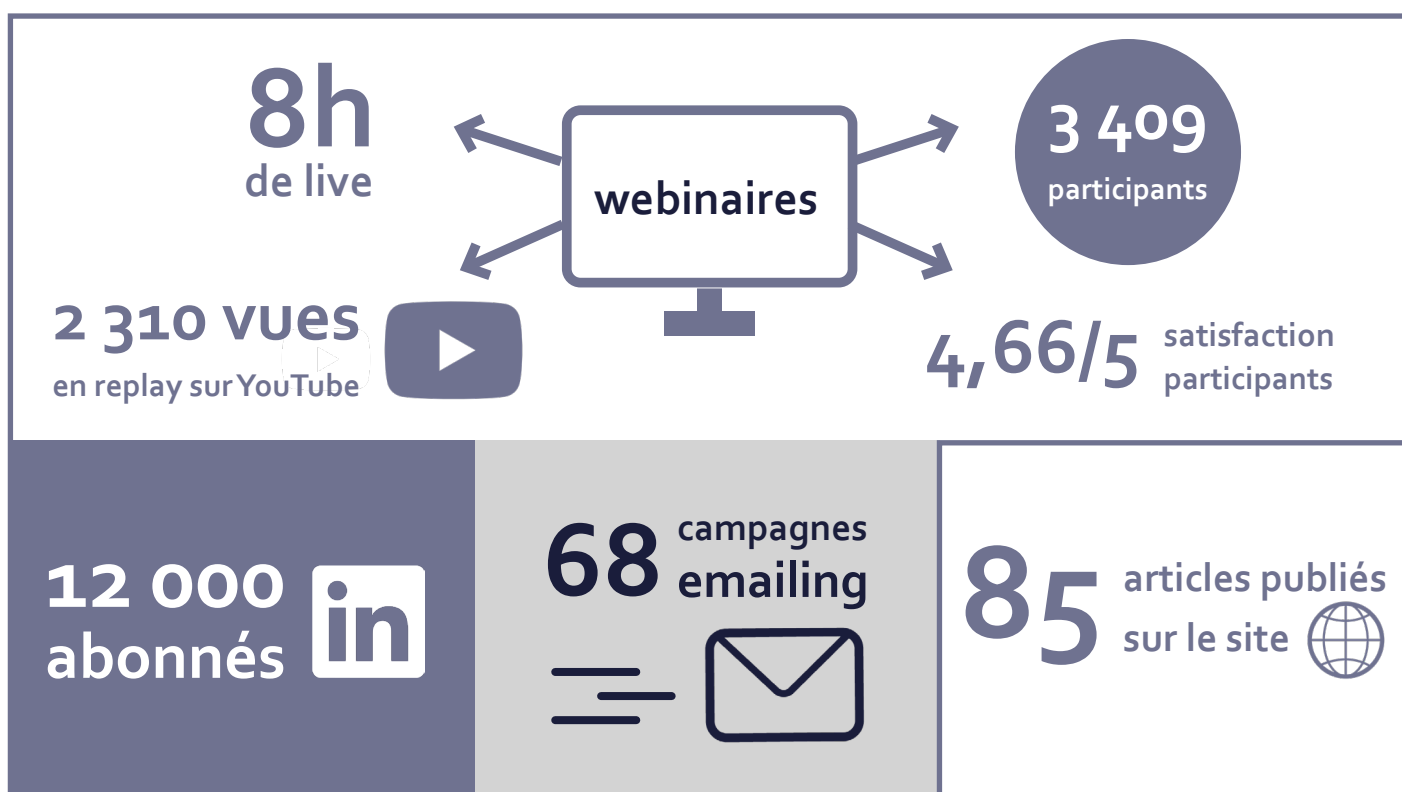 8h
de live
webinaires
3 409
participants
2 310 vues
en replay sur YouTube
4,66/5 satisfaction
participants
12 000
abonnés
in
68 campagnes
emailing
85 articles publiés
sur le site